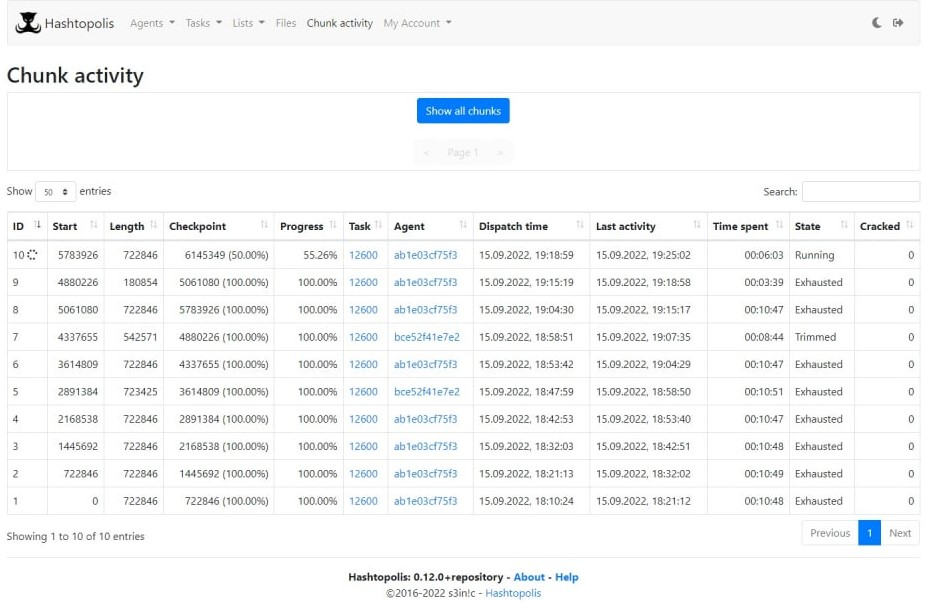 Hashtopolis Agents Tasks Lists Files Chunk activity My Account
Chunk activity
Show all chunks
< Page 1 >
Show 50 entries Search:
ID Start Length Checkpoint Progress Task Agent Dispatch time Last activity Time spent State Cracked
10 5783926 722846 6145349 (50.00%) 55.26% 12600 ab1e03cf75f3 15.09.2022, 19:18:59 15.09.2022, 19:25:02 00:06:03 Running 0
9 4880226 180854 5061080 (100.00%) 100.00% 12600 ab1e03cf75f3 15.09.2022, 19:15:19 15.09.2022, 19:18:58 00:03:39 Exhausted 0
8 5061080 722846 5783926 (100.00%) 100.00% 12600 ab1e03cf75f3 15.09.2022, 19:04:30 15.09.2022, 19:15:17 00:10:47 Exhausted 0
7 4337655 542571 4880226 (100.00%) 100.00% 12600 bce52f41e7e2 15.09.2022, 18:58:51 15.09.2022, 19:07:35 00:08:44 Trimmed 0
6 3614809 722846 4337655 (100.00%) 100.00% 12600 ab1e03cf75f3 15.09.2022, 18:53:42 15.09.2022, 19:04:29 00:10:47 Exhausted 0
5 2891384 723425 3614809 (100.00%) 100.00% 12600 bce52f41e7e2 15.09.2022, 18:47:59 15.09.2022, 18:58:50 00:10:51 Exhausted 0
4 2168538 722846 2891384 (100.00%) 100.00% 12600 ab1e03cf75f3 15.09.2022, 18:42:53 15.09.2022, 18:53:40 00:10:47 Exhausted 0
3 1445692 722846 2168538 (100.00%) 100.00% 12600 ab1e03cf75f3 15.09.2022, 18:32:03 15.09.2022, 18:42:51 00:10:48 Exhausted 0
2 722846 722846 1445692 (100.00%) 100.00% 12600 ab1e03cf75f3 15.09.2022, 18:21:13 15.09.2022, 18:32:02 00:10:49 Exhausted 0
1 0 722846 722846 (100.00%) 100.00% 12600 ab1e03cf75f3 15.09.2022, 18:10:24 15.09.2022, 18:21:12 00:10:48 Exhausted 0
Showing 1 to 10 of 10 entries Previous 1 Next
Hashtopolis: 0.12.0+repository - About - Help
©2016-2022 s3in!c - Hashtopolis